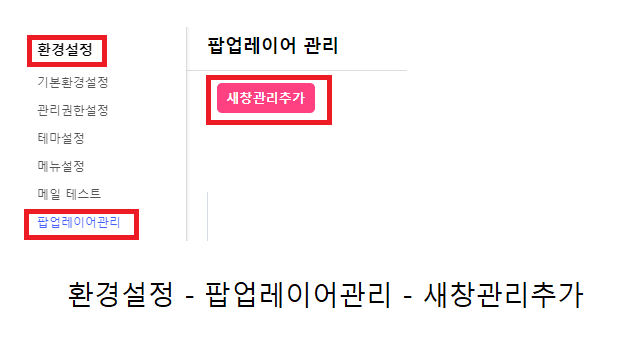 환경설정
기본환경설정
관리권한설정
테마설정
메뉴설정
메일 테스트
팝업레이어관리
팝업레이어 관리
새창관리추가
환경설정 - 팝업레이어관리 - 새창관리추가